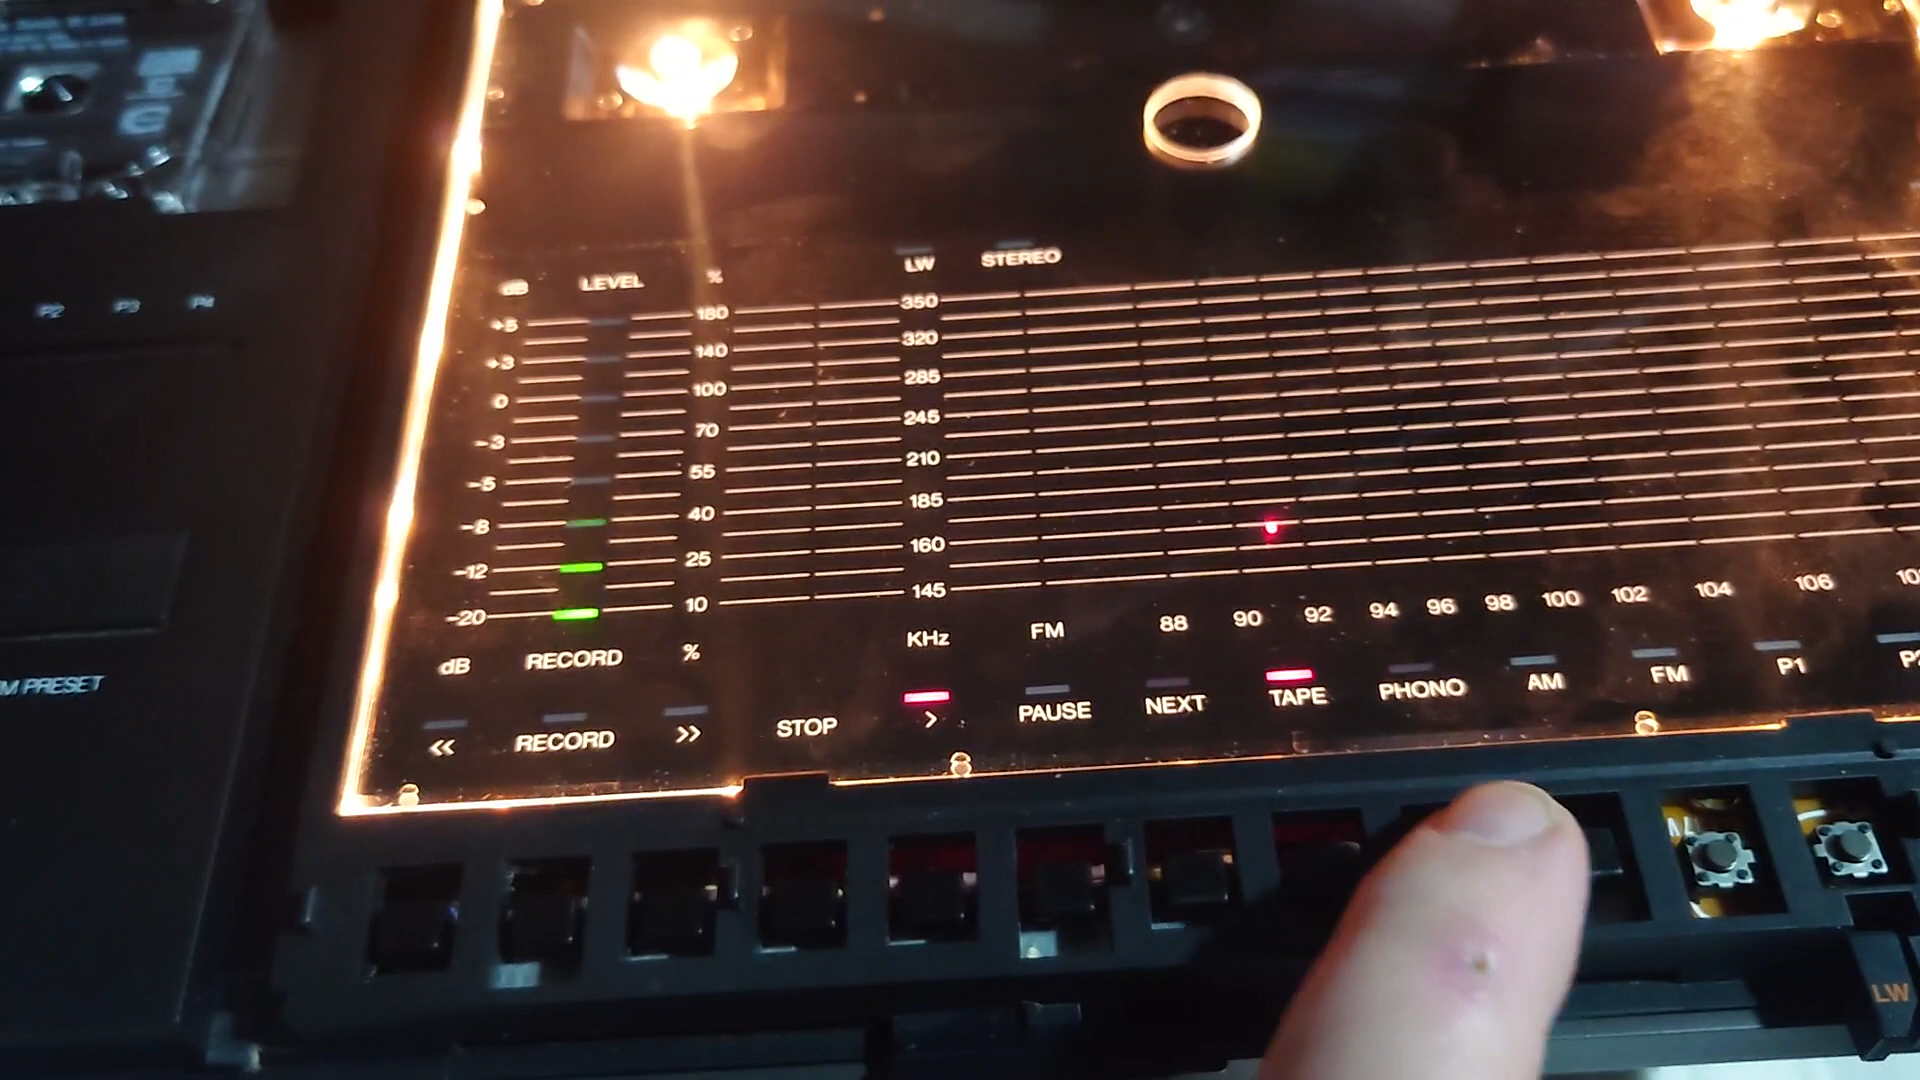 LW STEREO
dB LEVEL %
+5 180 350
320
+3 140
285
0 100
245
-3 70
210
-5 55
185
-8 40
160
-12 25
145
-20 10
KHz FM 88 90 92 94 96 98 100 102 104 106
dB RECORD %
<< RECORD >> STOP > PAUSE NEXT TAPE PHONO AM FM P1
P2 P3 P4
M PRESET
LW